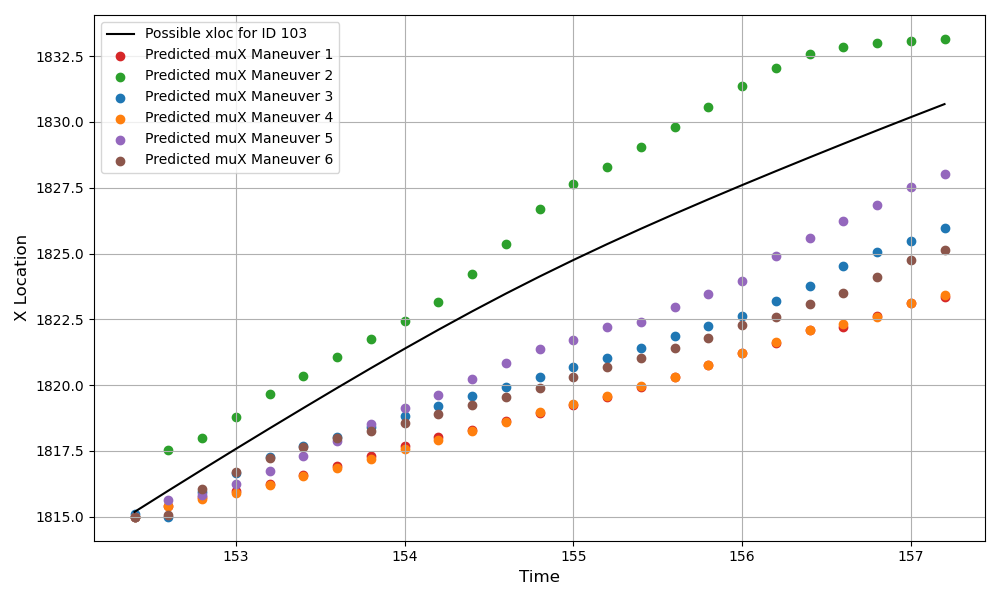 Possible xloc for ID 103
Predicted muX Maneuver 1
Predicted muX Maneuver 2
Predicted muX Maneuver 3
Predicted muX Maneuver 4
Predicted muX Maneuver 5
Predicted muX Maneuver 6
X Location
1832.5
1830.0
1827.5
1825.0
1822.5
1820.0
1817.5
1815.0
153 154 155 156 157
Time